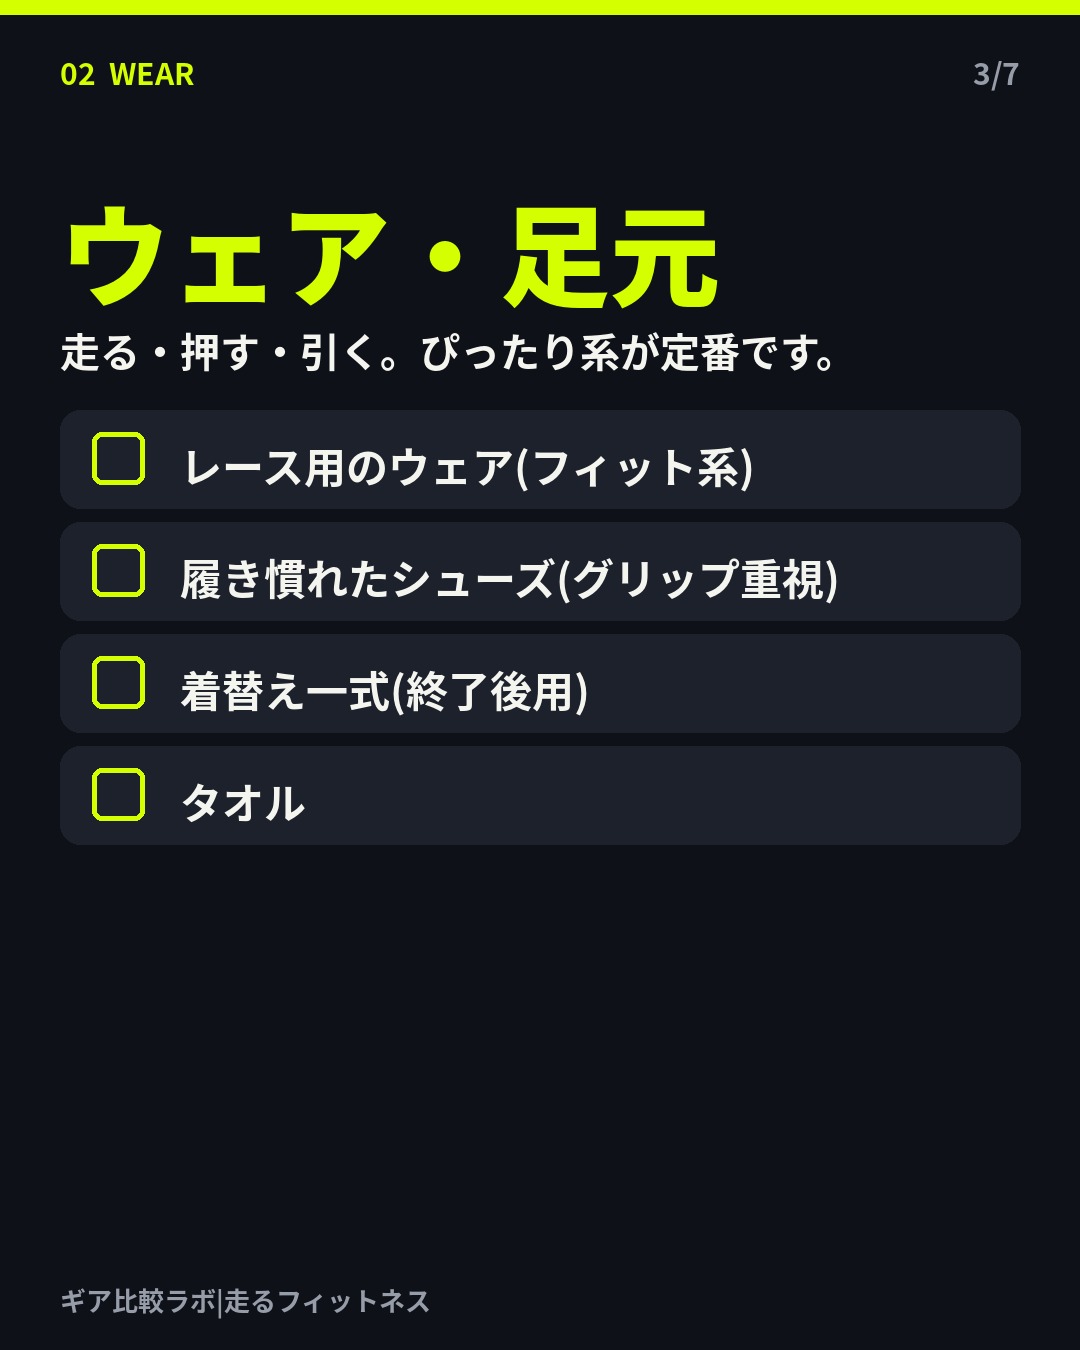 02 WEAR
3/7
ウェア・足元
走る・押す・引く。ぴったり系が定番です。
レース用のウェア(フィット系)
履き慣れたシューズ(グリップ重視)
着替え一式(終了後用)
タオル
ギア比較ラボ|走るフィットネス